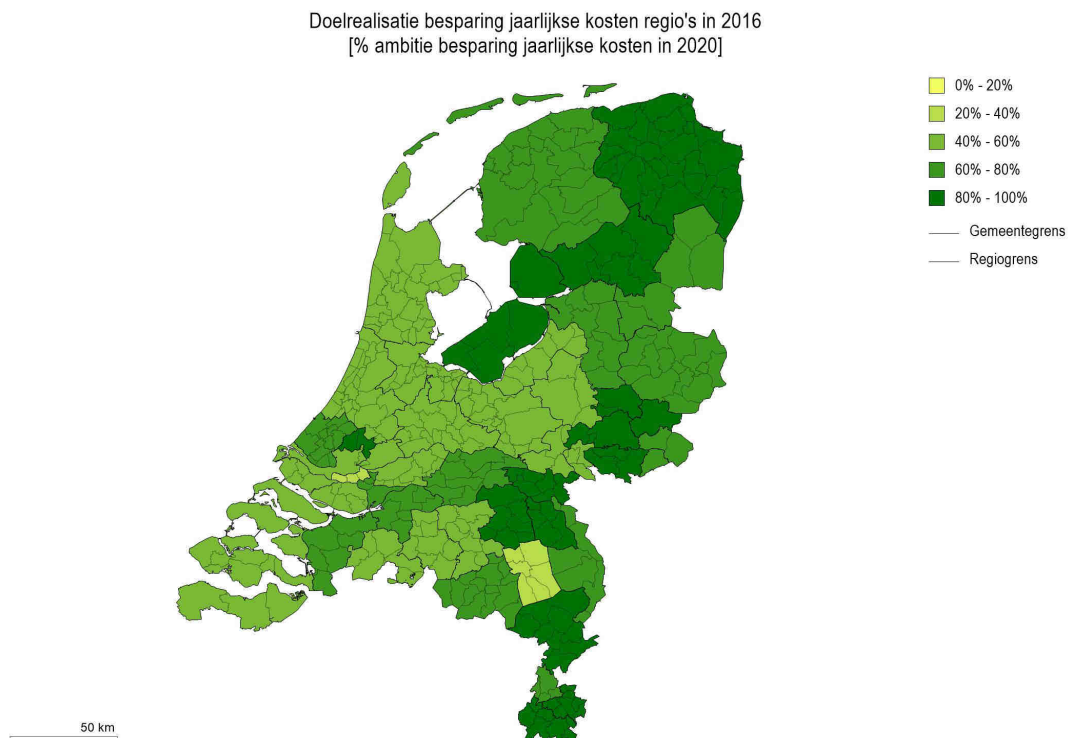 Doelrealisatie besparing jaarlijkse kosten regio's in 2016
[% ambitie besparing jaarlijkse kosten in 2020]
0% - 20%
20% - 40%
40% - 60%
60% - 80%
80% - 100%
Gemeentegrens
Regiogrens
50 km